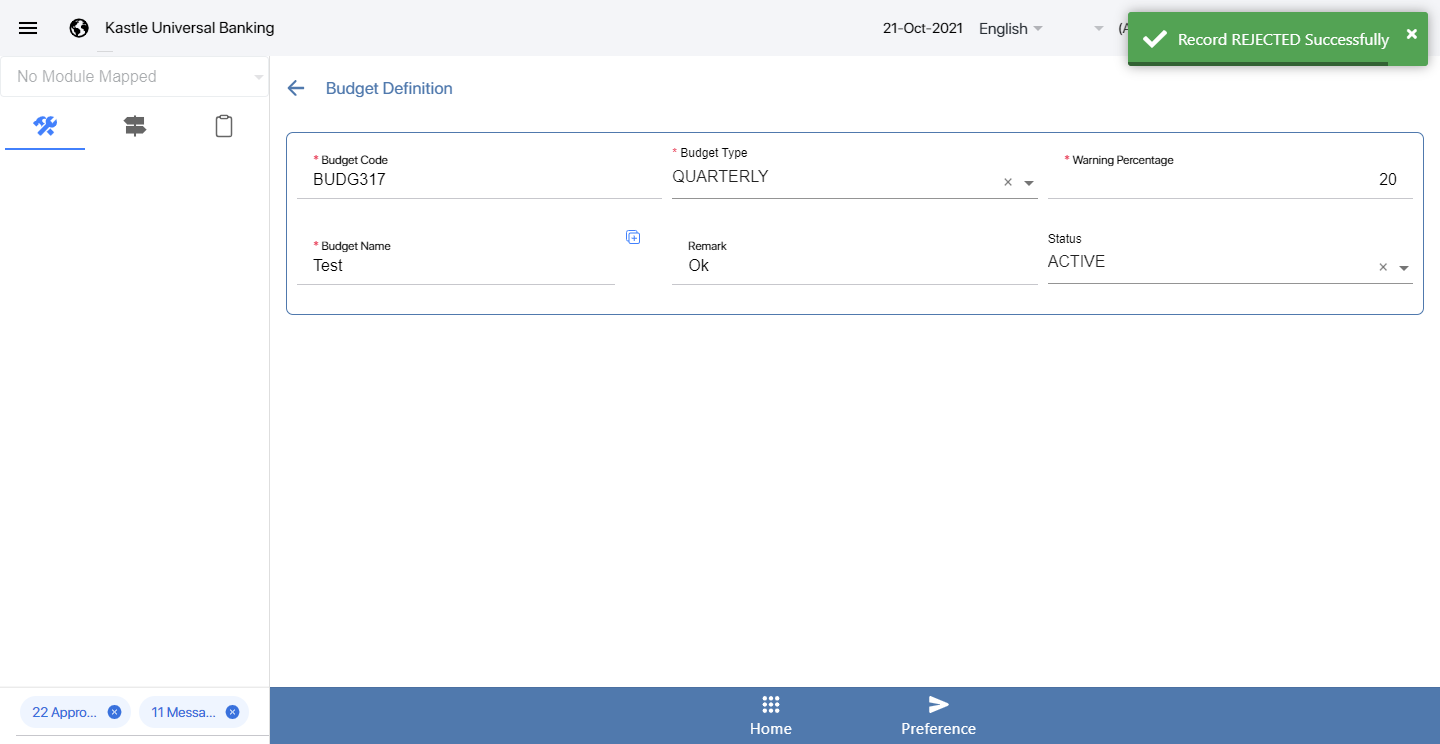 Kastle Universal Banking
21-Oct-2021
English
(A
Record REJECTED Successfully
No Module Mapped
Budget Definition
* Budget Code
BUDG317
* Budget Type
QUARTERLY
* Warning Percentage
20
* Budget Name
Test
Remark
Ok
Status
ACTIVE
22 Appro...
11 Messa...
Home
Preference